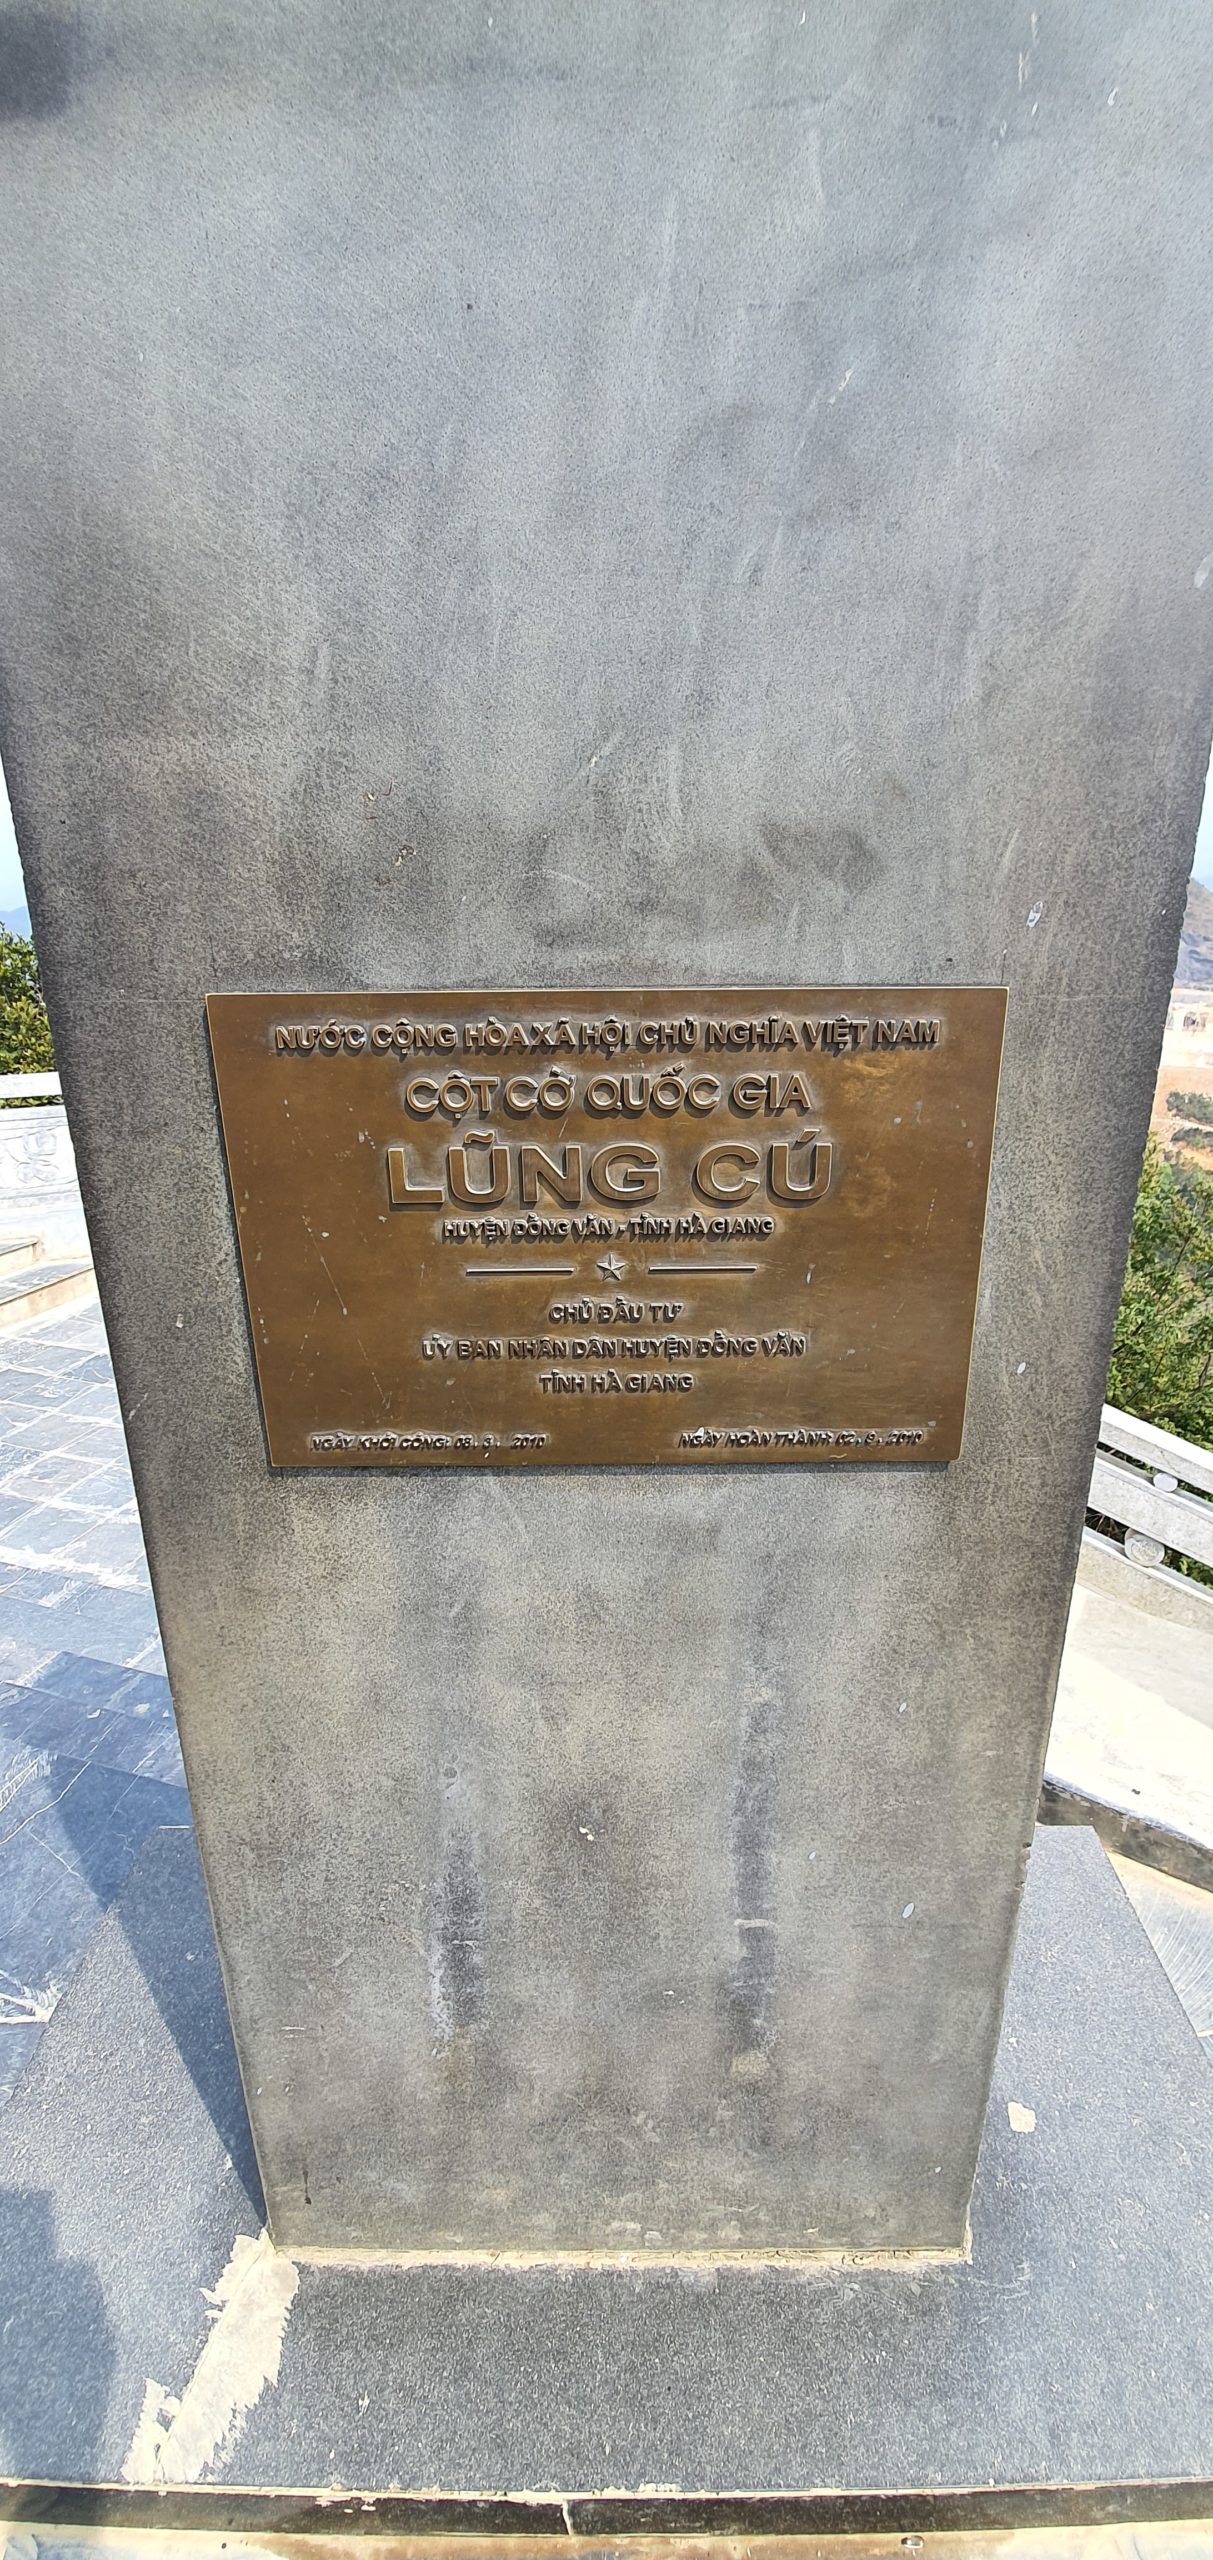 NƯỚC CỘNG HÒA XÃ HỘI CHỦ NGHĨA VIỆT NAM
CỘT CỜ QUỐC GIA
LŨNG CÚ
HUYỆN ĐỒNG VĂN - TỈNH HÀ GIANG
CHỦ ĐẦU TƯ
ỦY BAN NHÂN DÂN HUYỆN ĐỒNG VĂN
TỈNH HÀ GIANG
NGÀY KHỞI CÔNG: 08. 3. 2010 NGÀY HOÀN THÀNH: 02. 9. 2010